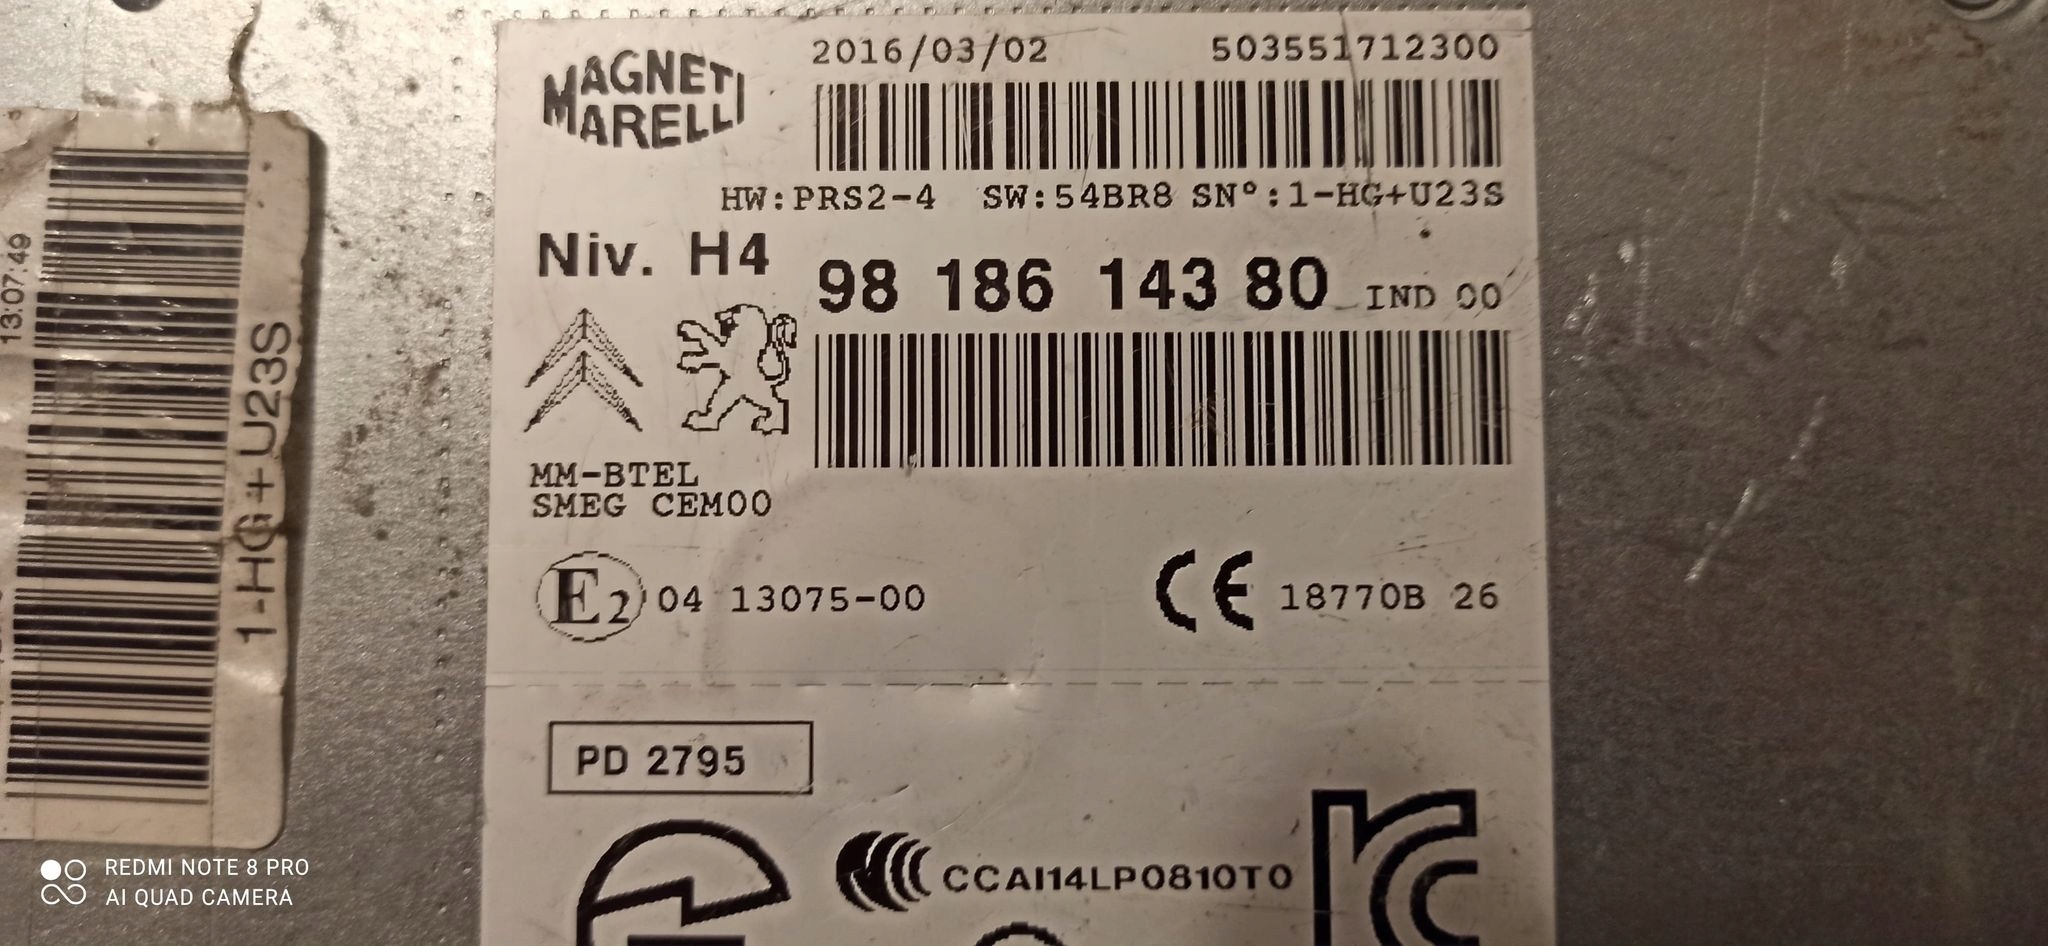 13:07:49
1-HG+U23S
MAGNETI
MARELLI
2016/03/02 503551712300
HW:PRS2-4 SW:54BR8 SN°:1-HG+U23S
Niv. H4
98 186 143 80 IND 00
MM-BTEL
SMEG CEM00
E2 04 13075-00
CE 18770B 26
PD 2795
CCAI14LP0810T0
REDMI NOTE 8 PRO
AI QUAD CAMERA